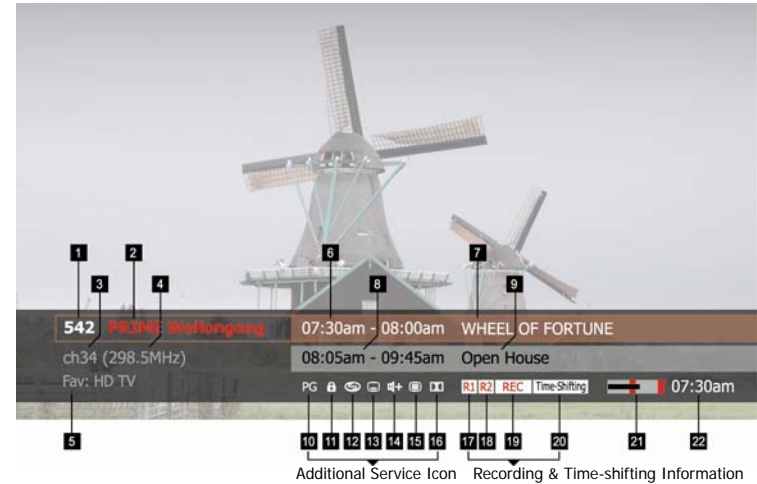 1 2 6 7
3 4 8 9
542 PRIME Wollongong 07:30am - 08:00am WHEEL OF FORTUNE
ch34 (298.5MHz) 08:05am - 09:45am Open House
Fav: HD TV PG R1 R2 REC Time-Shifting 07:30am
5 10 11 12 13 14 15 16 17 18 19 20 21 22
Additional Service Icon Recording & Time-shifting Information